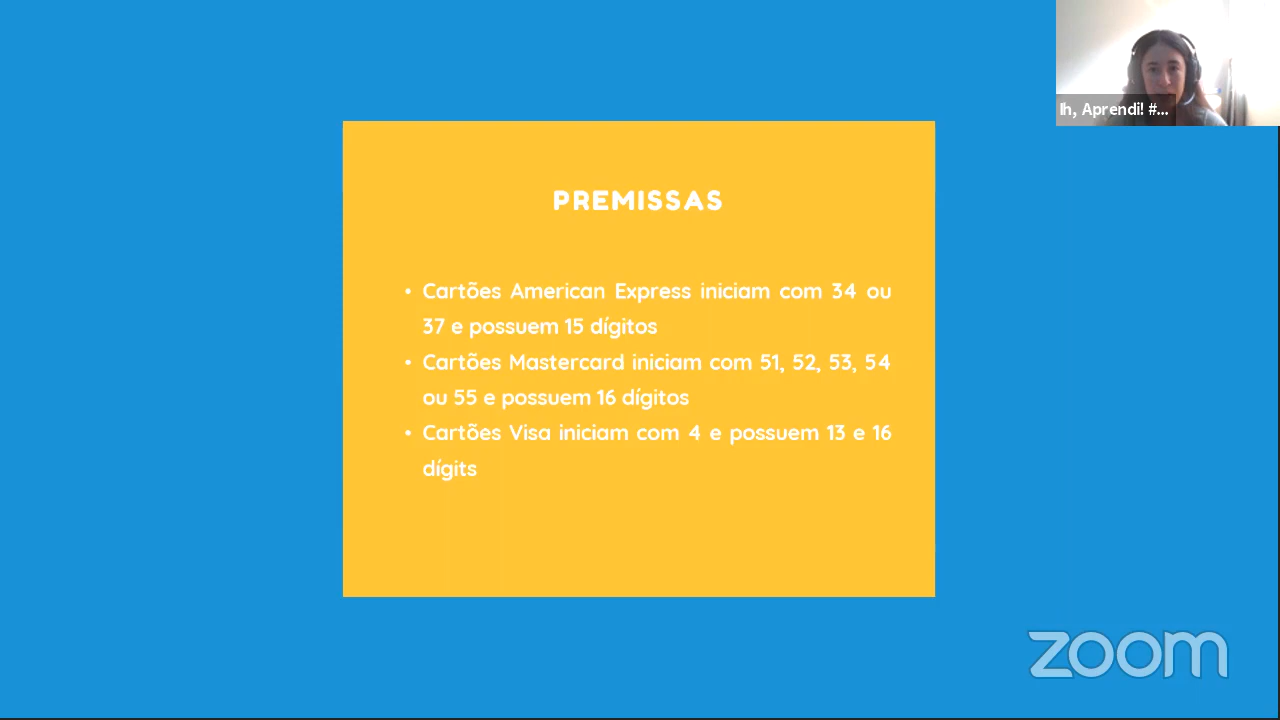 Ih, Aprendi! #...
PREMISSAS
• Cartões American Express iniciam com 34 ou
37 e possuem 15 dígitos
• Cartões Mastercard iniciam com 51, 52, 53, 54
ou 55 e possuem 16 dígitos
• Cartões Visa iniciam com 4 e possuem 13 e 16
dígits
zoom